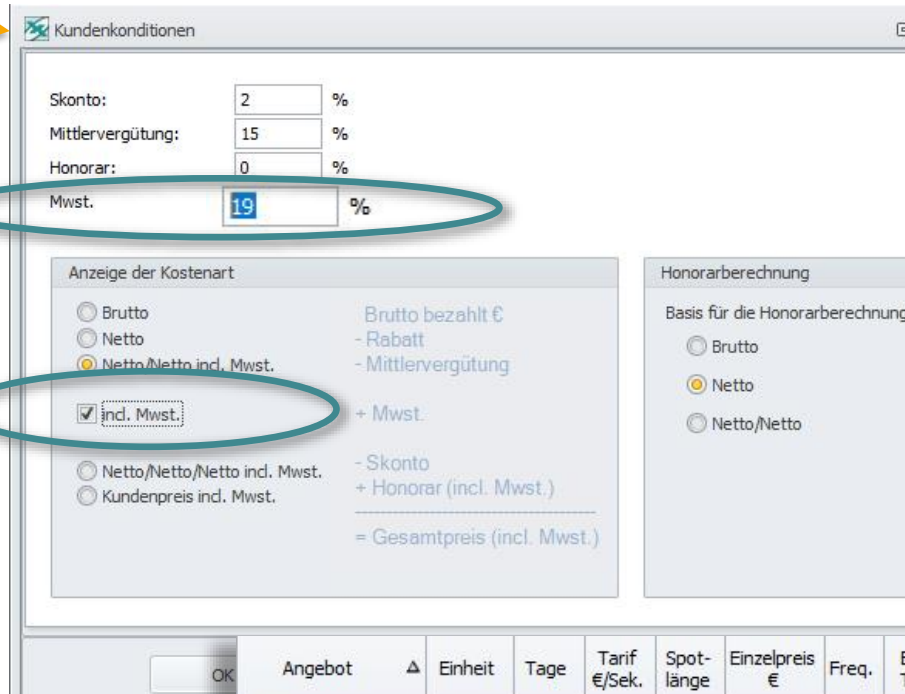 Kundenkonditionen
Skonto: 2 %
Mittlervergütung: 15 %
Honorar: 0 %
Mwst. 19 %
Anzeige der Kostenart
Brutto
Netto
Netto/Netto incl. Mwst.
incl. Mwst.
Netto/Netto/Netto incl. Mwst.
Kundenpreis incl. Mwst.
Brutto bezahlt €
- Rabatt
- Mittlervergütung
+ Mwst.
- Skonto
+ Honorar (incl. Mwst.)
= Gesamtpreis (incl. Mwst.)
Honorarberechnung
Basis für die Honorarberechnung
Brutto
Netto
Netto/Netto
OK
Angebot Einheit Tage Tarif €/Sek. Spot-länge Einzelpreis € Freq.